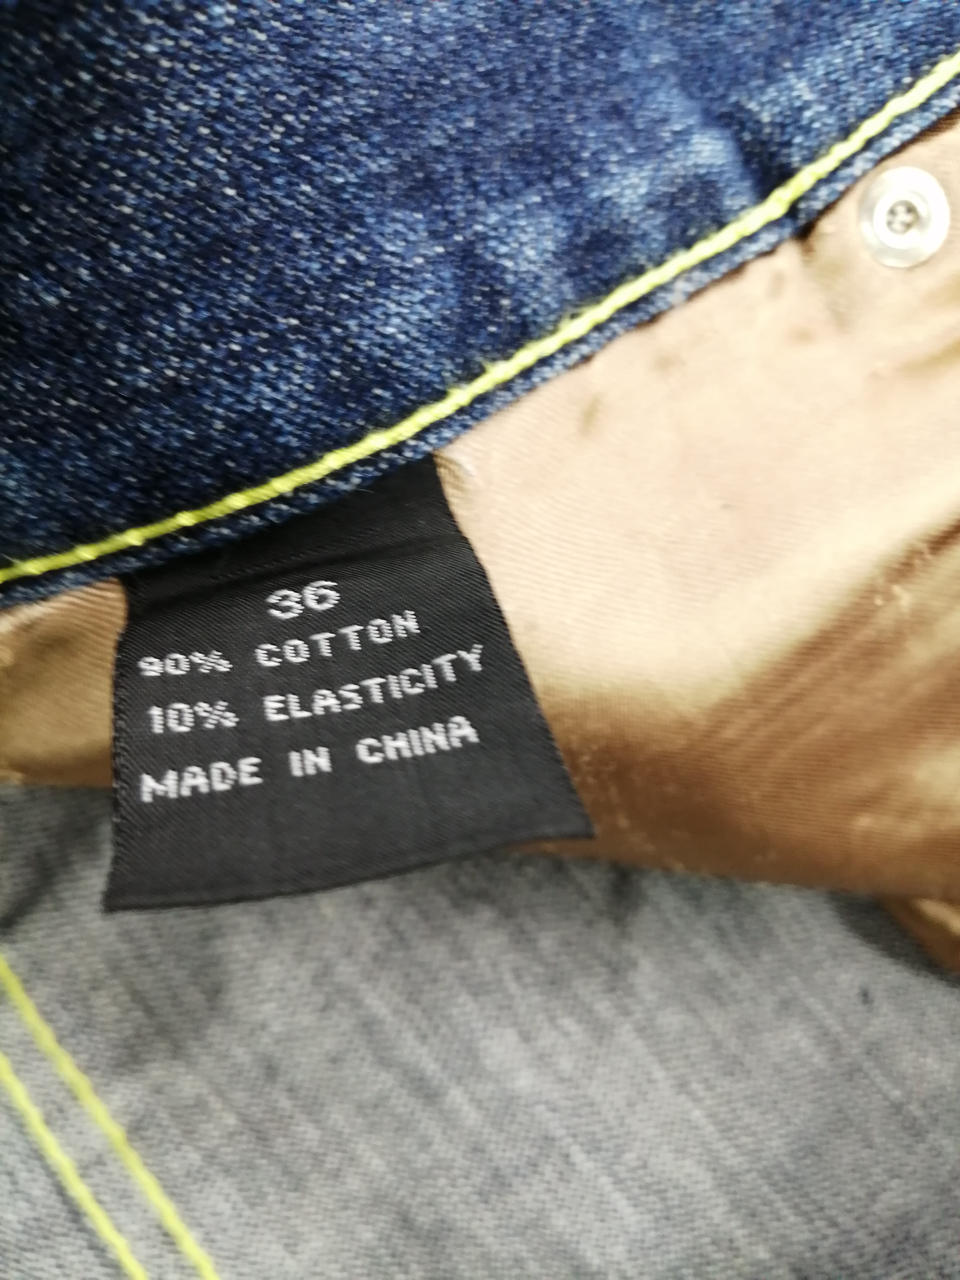 36
90% COTTON
10% ELASTICITY
MADE IN CHINA